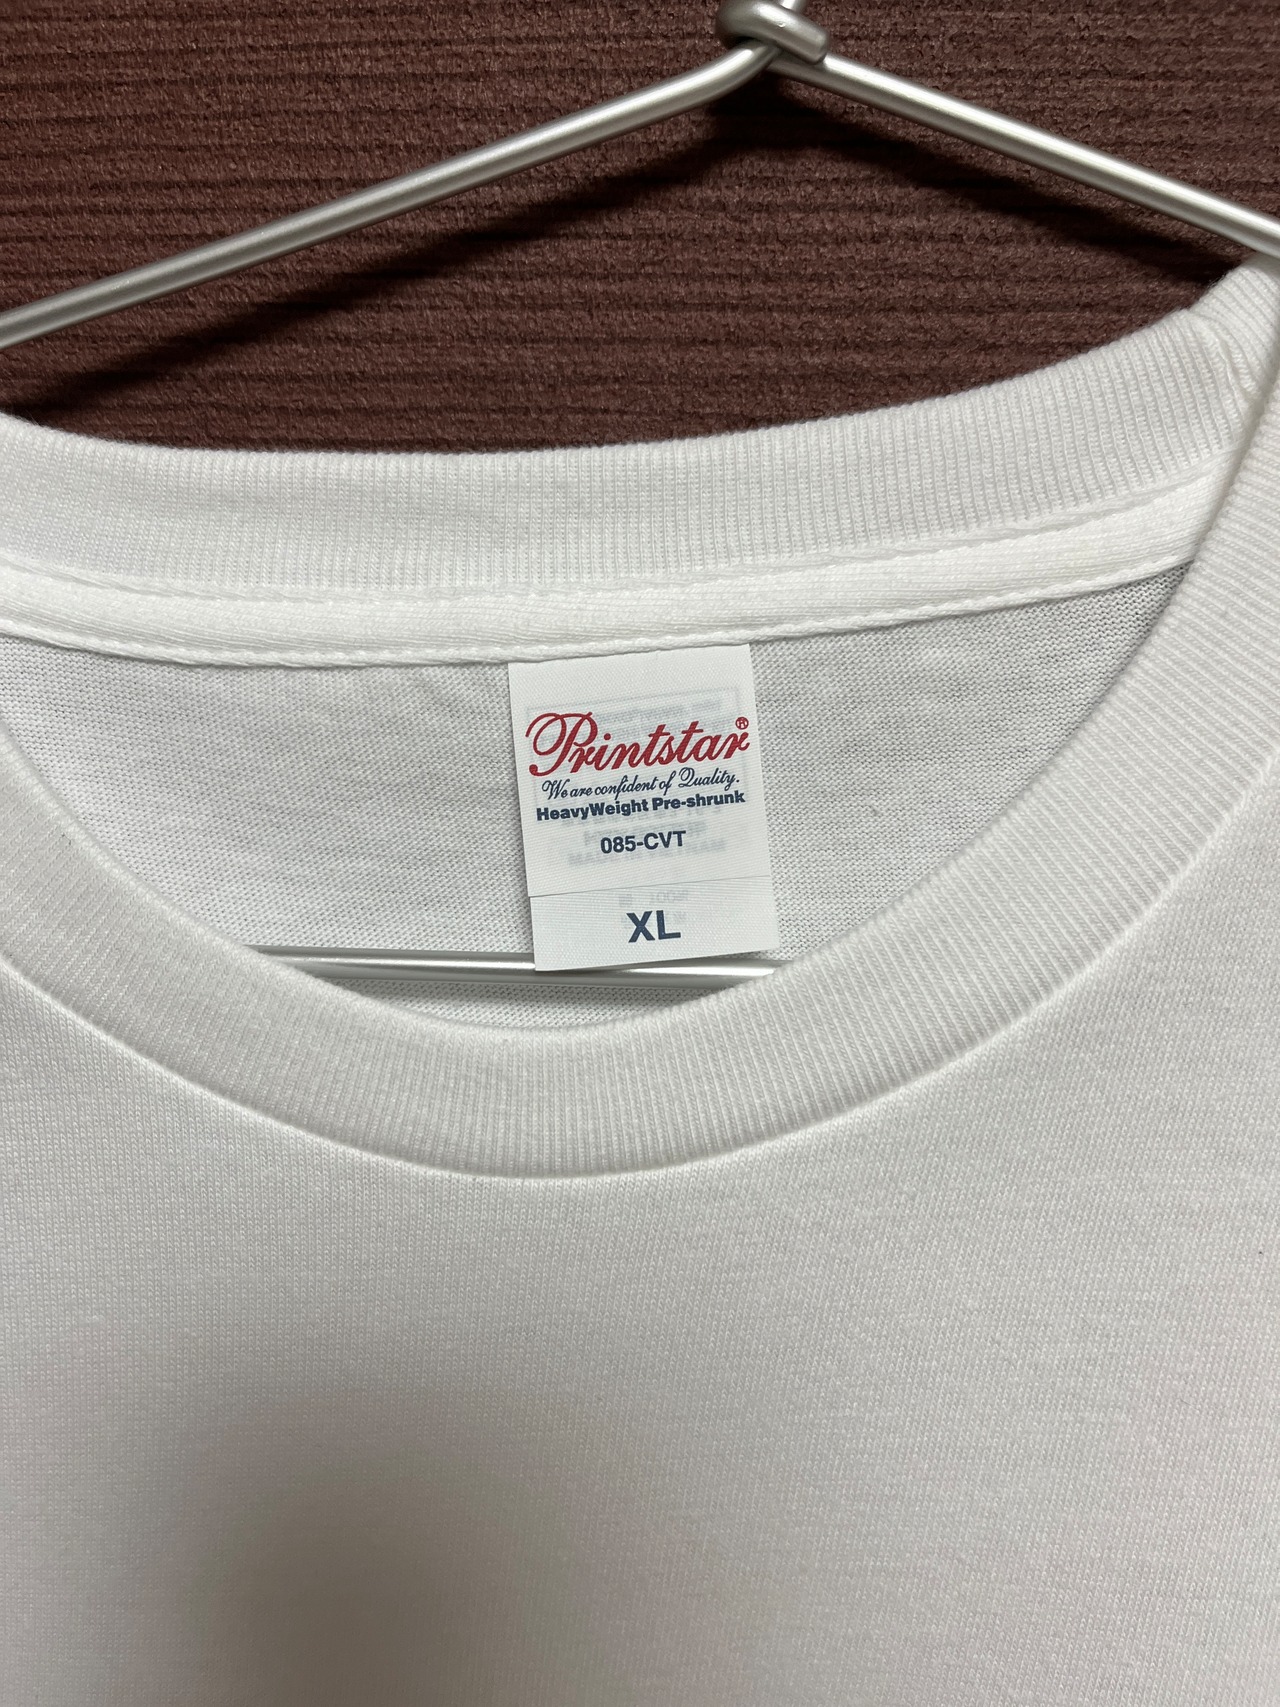 Printstar®
We are confident of Quality.
HeavyWeight Pre-shrunk
085-CVT
XL